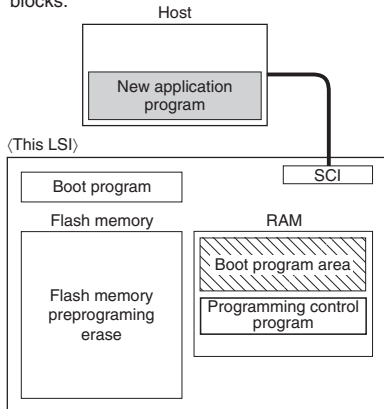 blocks.
Host
New application
program
〈This LSI〉
SCI
Boot program
Flash memory
RAM
Boot program area
Flash memory
preprograming
erase
Programming control
program